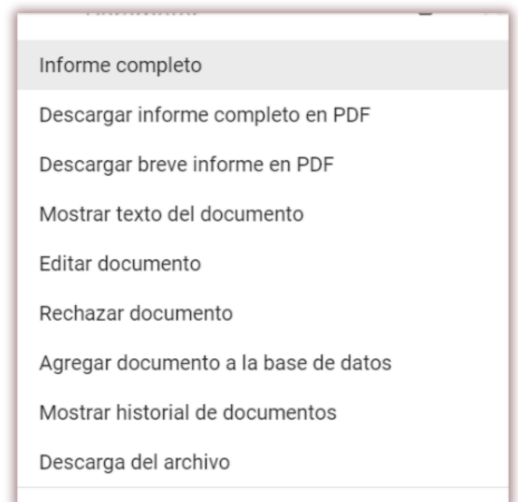 Informe completo
Descargar informe completo en PDF
Descargar breve informe en PDF
Mostrar texto del documento
Editar documento
Rechazar documento
Agregar documento a la base de datos
Mostrar historial de documentos
Descarga del archivo